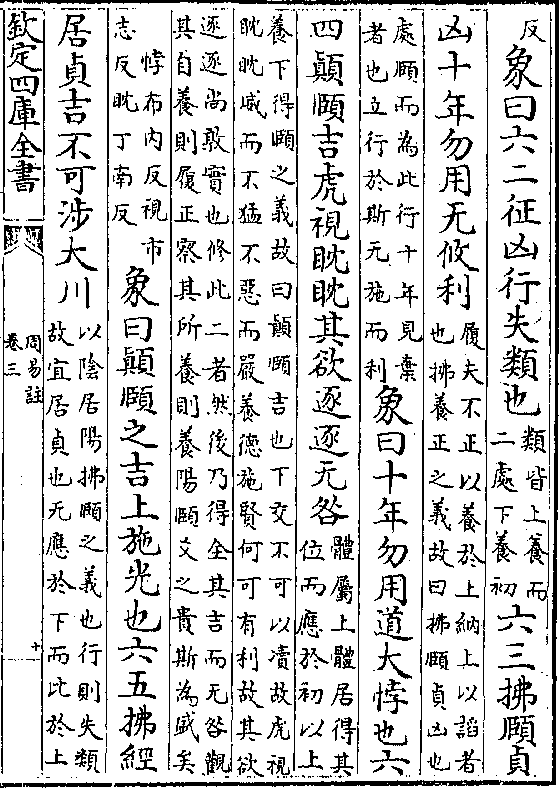 反 象曰六二征凶行失類也 類皆上養而二處下養初 六三拂頤貞
凶十年勿用无攸利 履夫不正以養於上納上以謟者也拂養正之義故曰拂頤貞凶也
處頤而為此行十年見棄者也立行於斯无施而利 象曰十年勿用道大悖也六
四顛頤吉虎視眈眈其欲逐逐无咎 體屬上體居得其位而應於初以上
養下得頤之義故曰顛頤吉也下交不可以瀆故虎視眈眈威而不猛不惡而嚴養德施賢何可有利故其欲
逐逐尚敦實也修此二者然後乃得全其吉而无咎觀其自養則履正察其所養則養陽頤爻之貴斯為盛矣
悖布内反視市志反眈丁南反 象曰顛頤之吉上施光也六五拂經
居貞吉不可涉大川 以陰居陽拂頤之義也行則失類故宜居貞也无應於下而比於上
欽定四庫全書
周易註
卷三
十